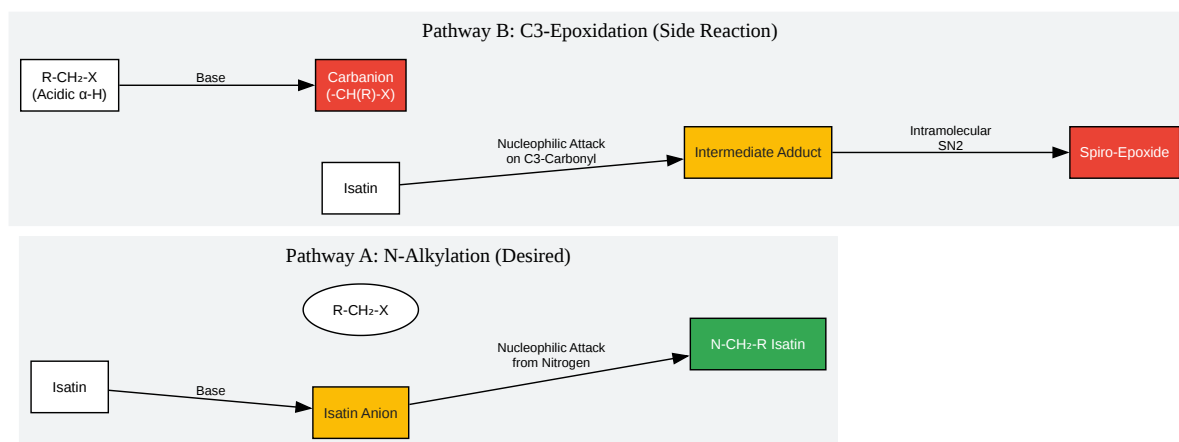 Pathway B: C3-Epoxidation (Side Reaction)
R-CH₂-X
(Acidic α-H)
Base
Carbanion
(-CH(R)-X)
Isatin
Nucleophilic Attack
on C3-Carbonyl
Intermediate Adduct
Intramolecular
SN2
Spiro-Epoxide
Pathway A: N-Alkylation (Desired)
R-CH₂-X
Isatin
Base
Isatin Anion
Nucleophilic Attack
from Nitrogen
N-CH₂-R Isatin